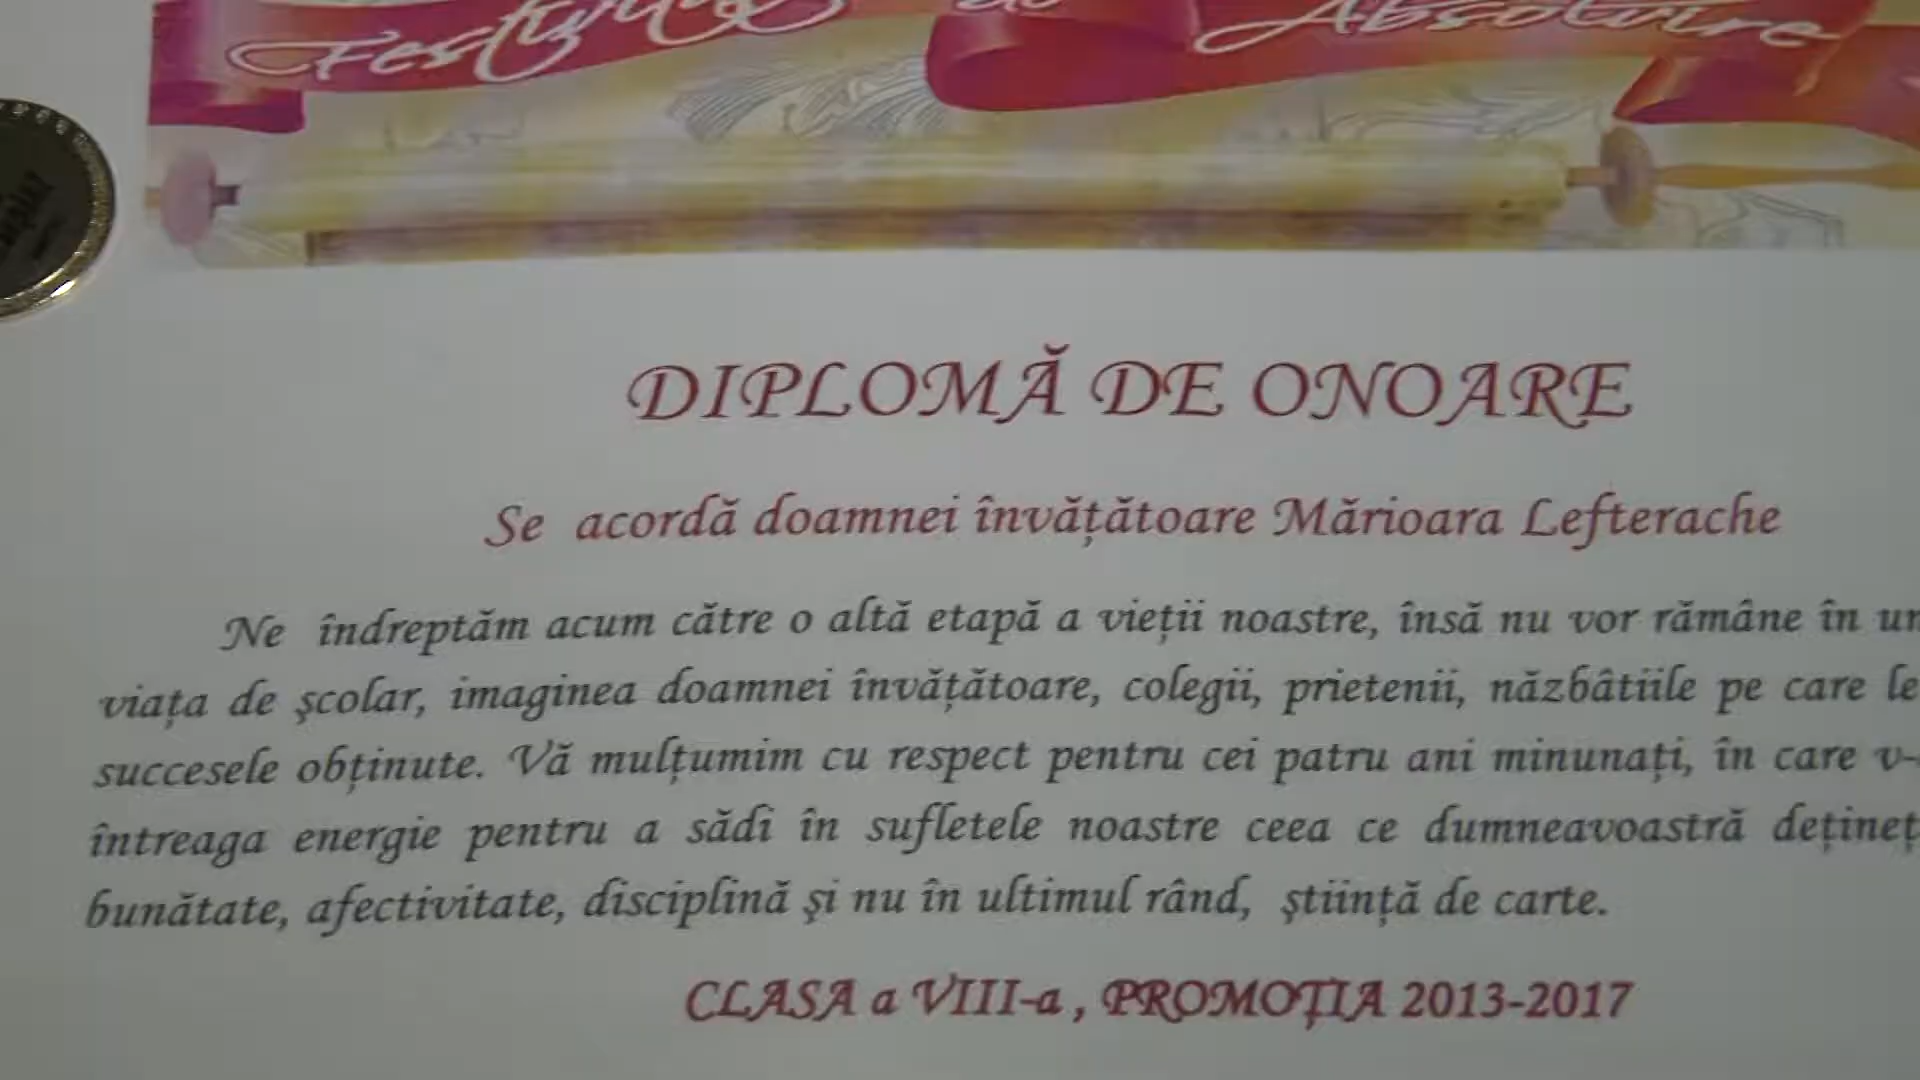 Festivitate de Absolvire
DIPLOMĂ DE ONOARE
Se acordă doamnei învățătoare Mărioara Lefterache
Ne îndreptăm acum către o altă etapă a vieții noastre, însă nu vor rămâne în
viața de școlar, imaginea doamnei învățătoare, colegii, prietenii, năzbâtiile pe care le
succesele obținute. Vă mulțumim cu respect pentru cei patru ani minunați, în care v-
întreaga energie pentru a sădi în sufletele noastre ceea ce dumneavoastră
bunătate, afectivitate, disciplină și nu în ultimul rând, știință de carte.
CLASA a VIII-a, PROMOȚIA 2013-2017